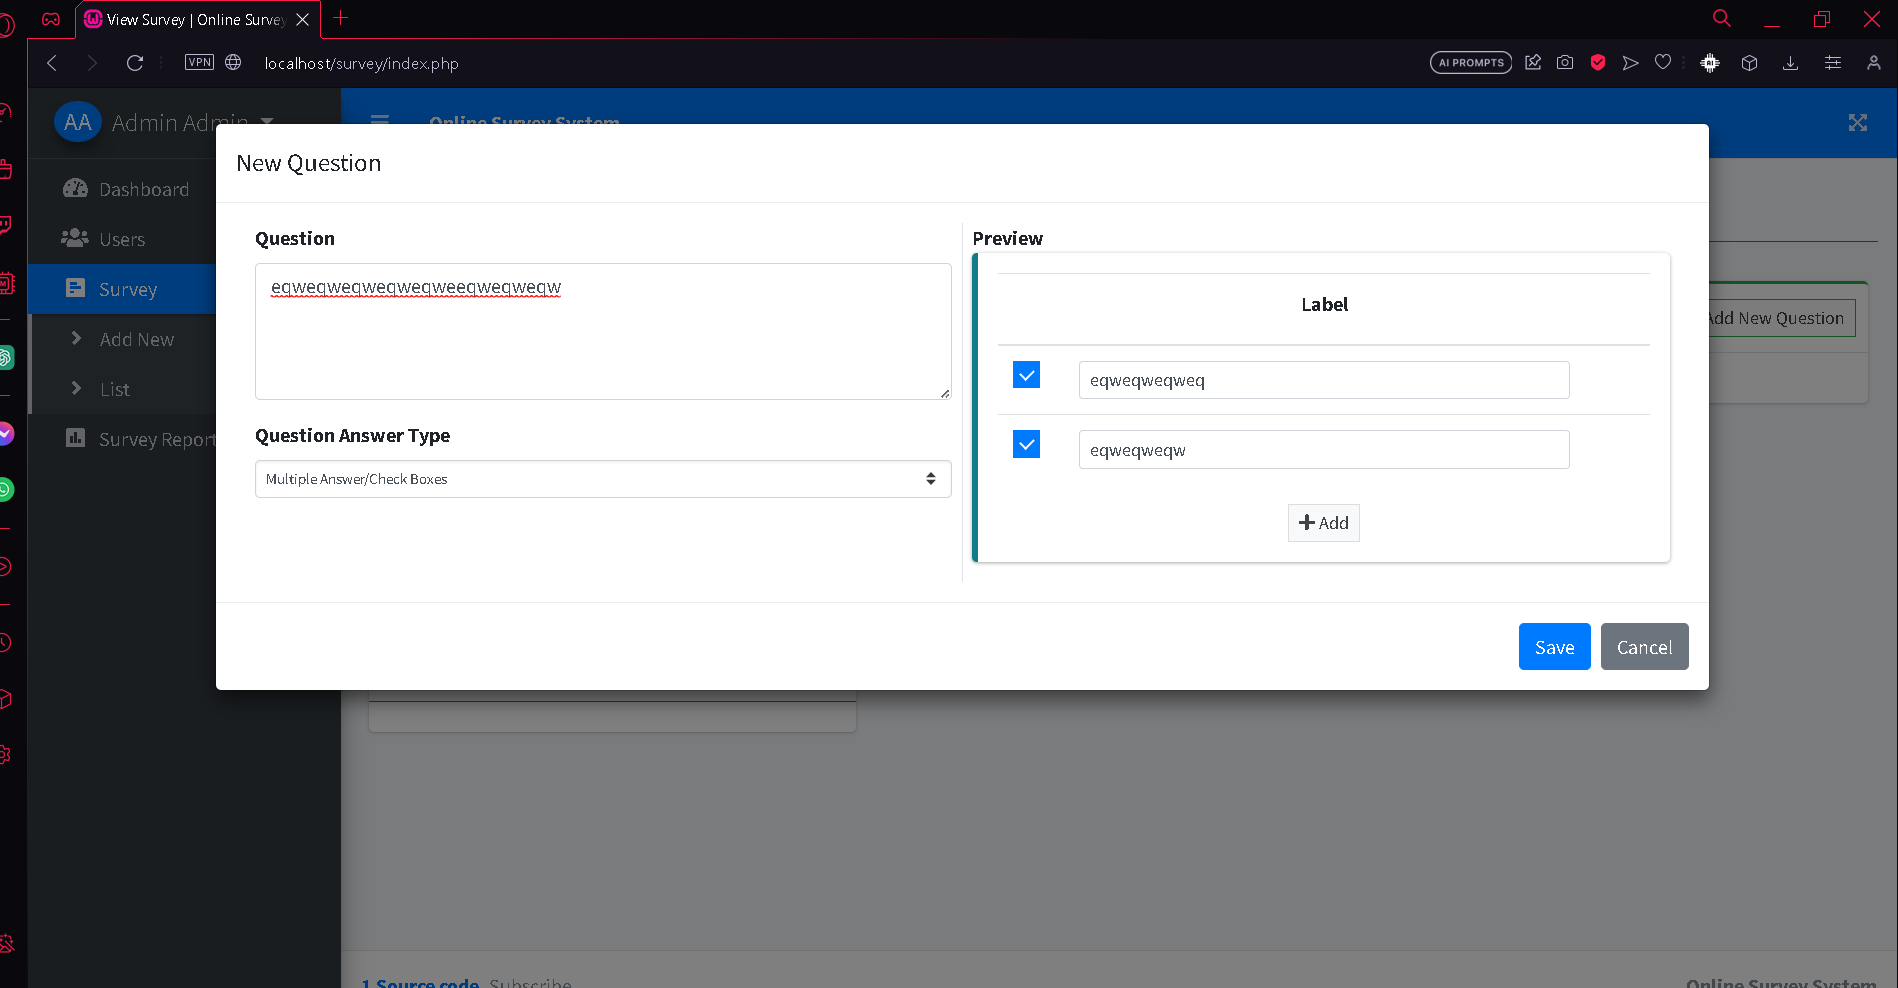 View Survey | Online Survey
VPN
localhost/survey/index.php
AI PROMPTS
AA
Admin Admin
Online Survey System
Dashboard
Users
Survey
Add New
List
Survey Report
New Question
Question
eqweqweqweqweqweeqweqweqw
Question Answer Type
Multiple Answer/Check Boxes
Preview
Label
eqweqweqweq
eqweqweqw
Add
Save
Cancel
Add New Question
1 Source code Subscribe
Online Survey System